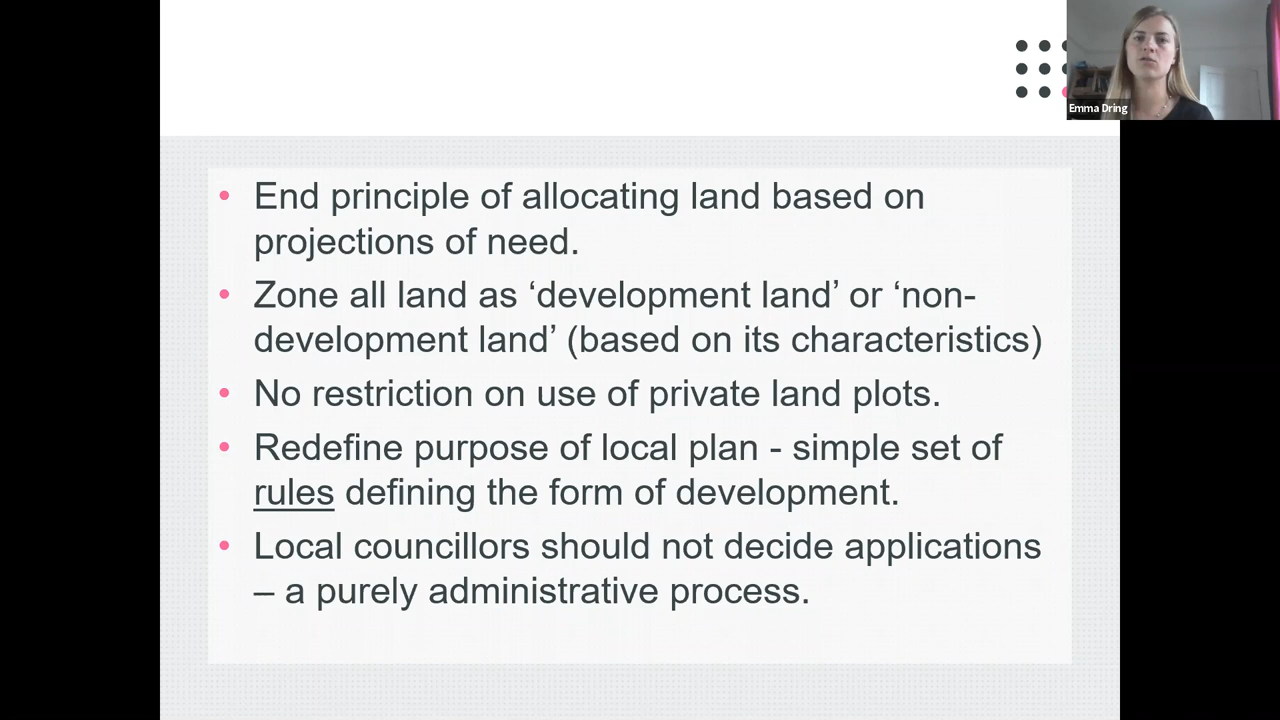 Emma Dring
• End principle of allocating land based on
projections of need.
• Zone all land as ‘development land’ or ‘non-
development land’ (based on its characteristics)
• No restriction on use of private land plots.
• Redefine purpose of local plan - simple set of
rules defining the form of development.
• Local councillors should not decide applications
– a purely administrative process.